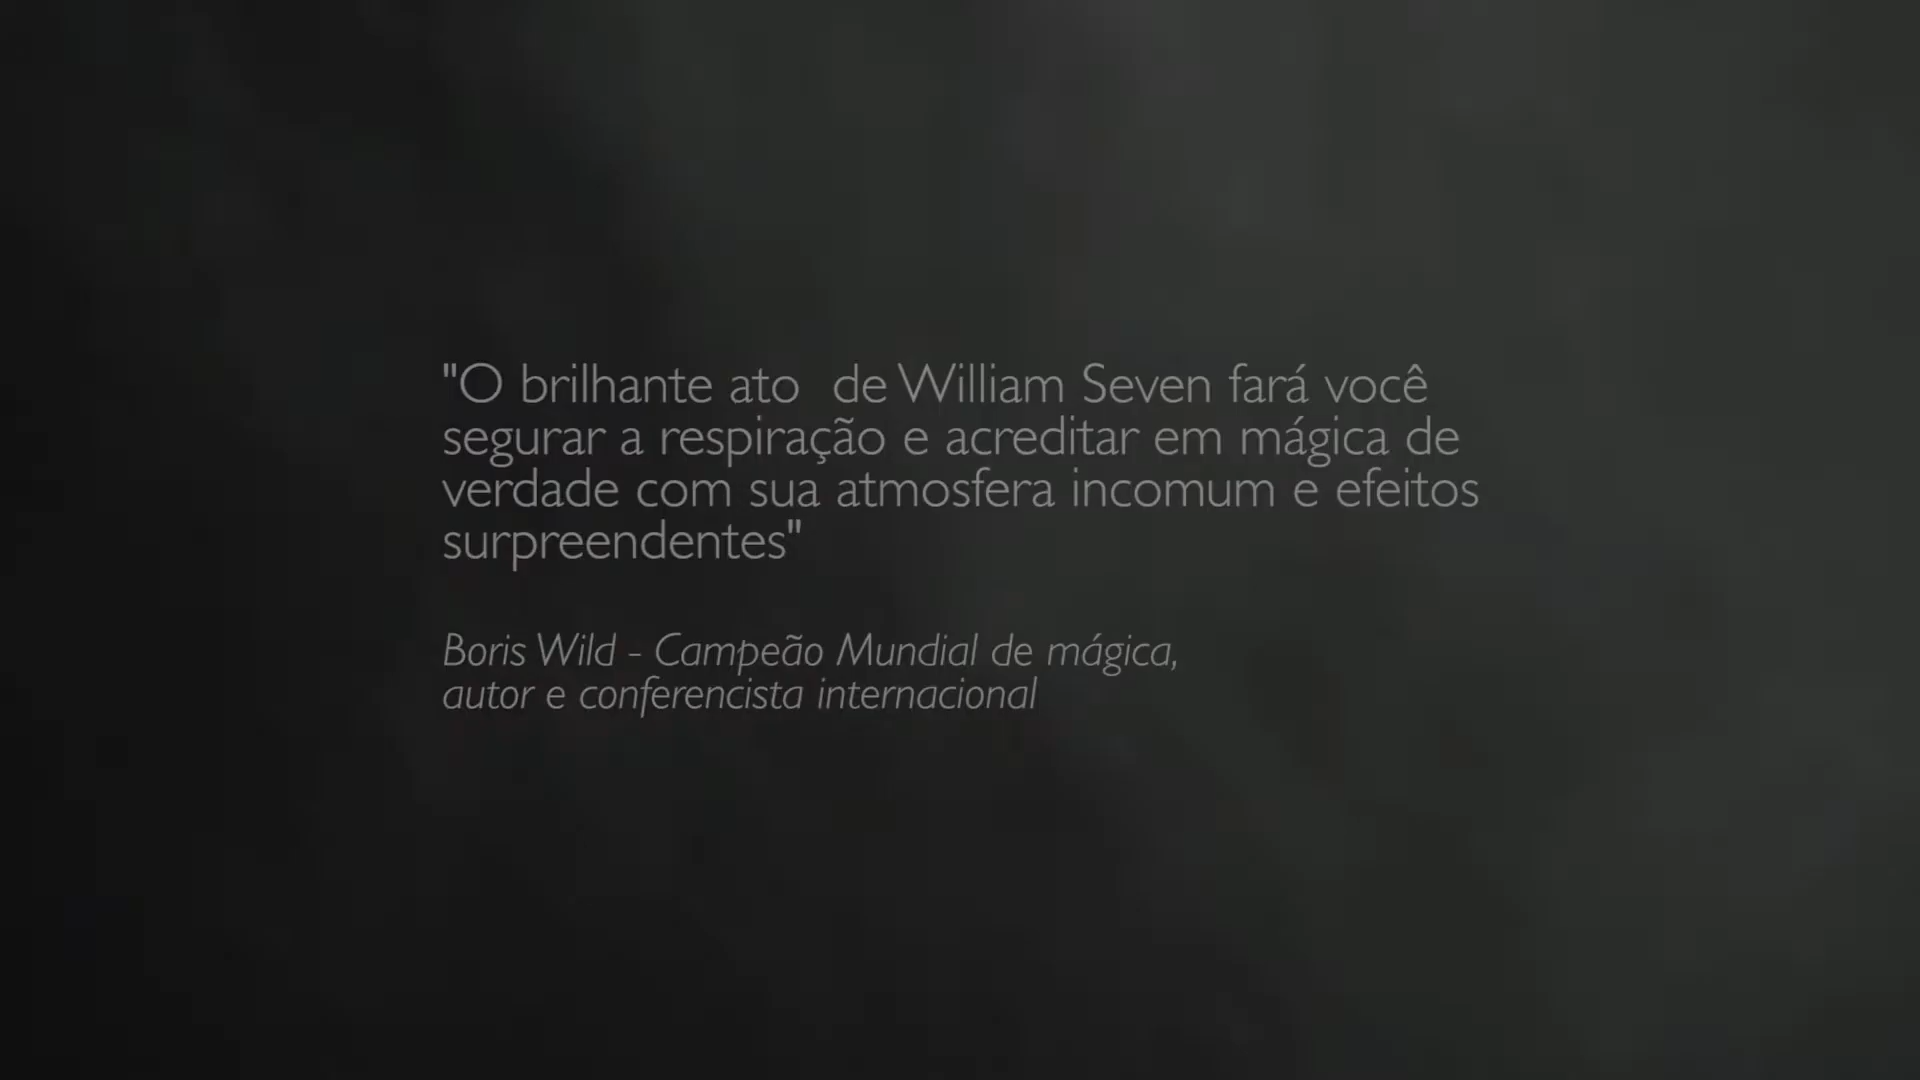 "O brilhante ato  de William Seven fará você
segurar a respiração e acreditar em mágica de
verdade com sua atmosfera incomum e efeitos
surpreendentes"
Boris Wild - Campeão Mundial de mágica,
autor e conferencista internacional